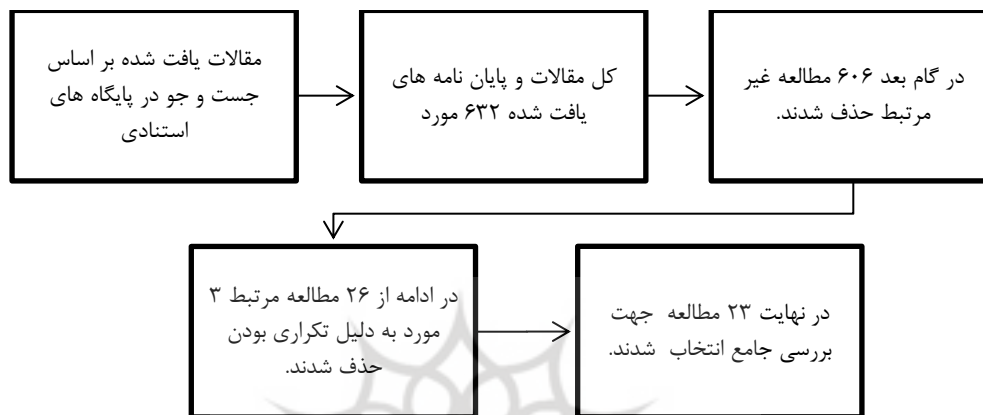 مقالات یافت شده بر اساس
جست و جو در پایگاه های
استنادی
کل مقالات و پایان نامه های
یافت شده ۶۳۲ مورد
در گام بعد ۶۰۶ مطالعه غیر
مرتبط حذف شدند.
در ادامه از ۲۶ مطالعه مرتبط ۳
مورد به دلیل تکراری بودن
حذف شدند.
در نهایت ۲۳ مطالعه جهت
بررسی جامع انتخاب شدند.